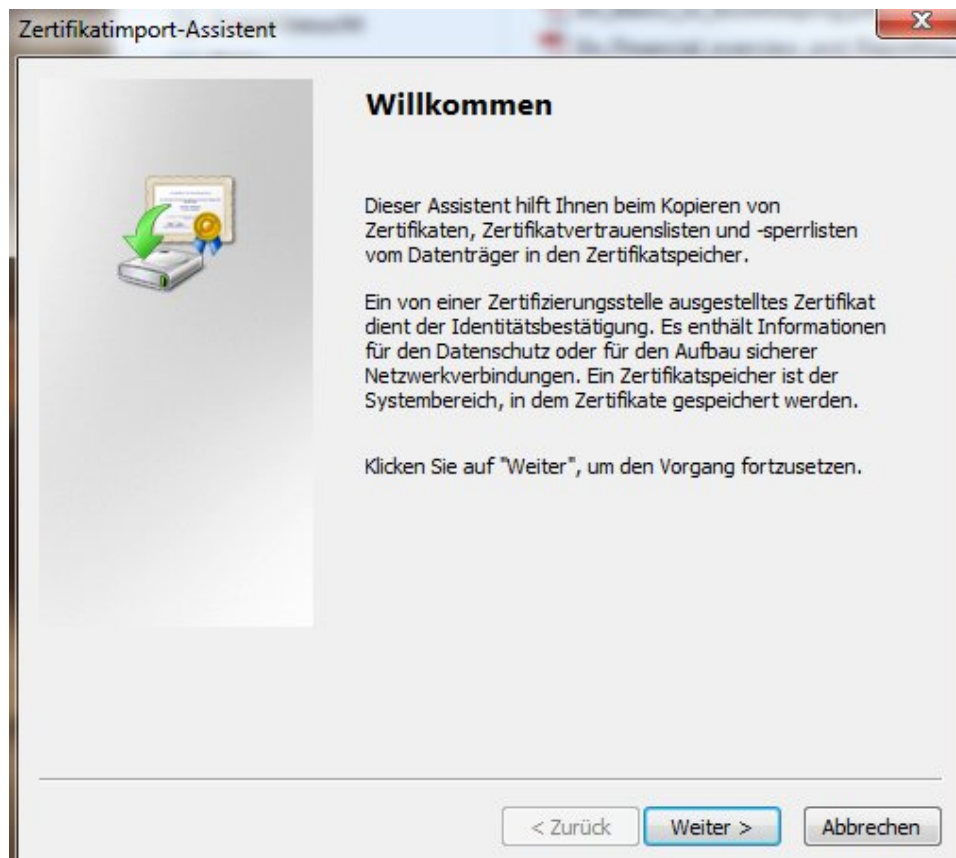 Zertifikatimport-Assistent
Willkommen
Dieser Assistent hilft Ihnen beim Kopieren von
Zertifikaten, Zertifikatvertrauenslisten und -sperrlisten
vom Datenträger in den Zertifikatspeicher.
Ein von einer Zertifizierungsstelle ausgestelltes Zertifikat
dient der Identitätsbestätigung. Es enthält Informationen
für den Datenschutz oder für den Aufbau sicherer
Netzwerkverbindungen. Ein Zertifikatspeicher ist der
Systembereich, in dem Zertifikate gespeichert werden.
Klicken Sie auf "Weiter", um den Vorgang fortzusetzen.
< Zurück Weiter > Abbrechen